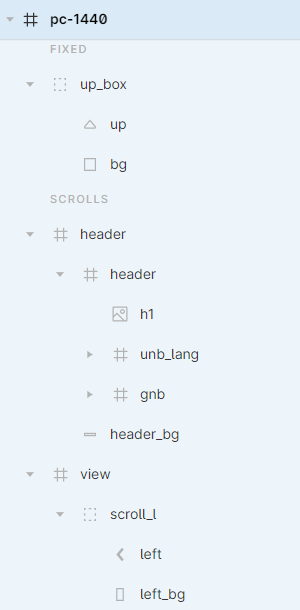 pc-1440
FIXED
up_box
up
bg
SCROLLS
header
header
h1
unb_lang
gnb
header_bg
view
scroll_l
left
left_bg